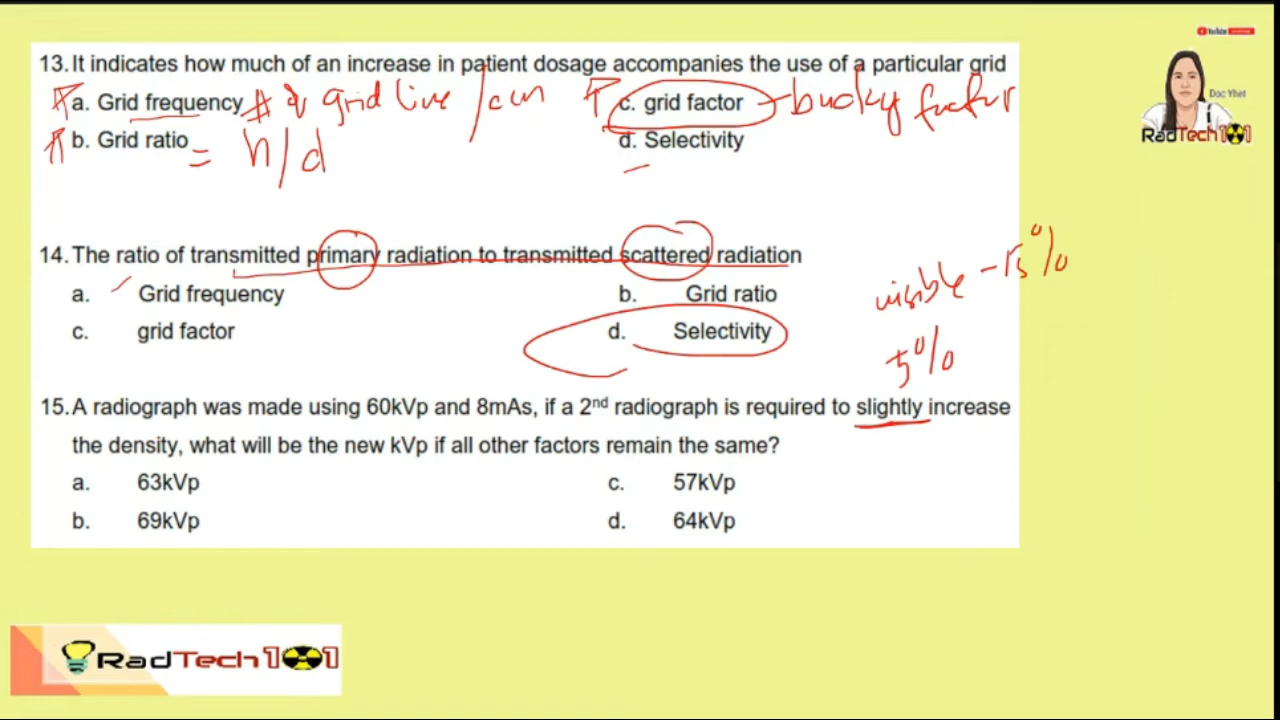 YouTube
13. It indicates how much of an increase in patient dosage accompanies the use of a particular grid
a. Grid frequency # of grid line / cm c. grid factor - bucky factor
b. Grid ratio = h/d d. Selectivity
Doc Yhet
RadTech101
14. The ratio of transmitted primary radiation to transmitted scattered radiation
a. Grid frequency b. Grid ratio
c. grid factor d. Selectivity
visible - 15%
5%
15. A radiograph was made using 60kVp and 8mAs, if a 2nd radiograph is required to slightly increase
the density, what will be the new kVp if all other factors remain the same?
a. 63kVp c. 57kVp
b. 69kVp d. 64kVp
RadTech101